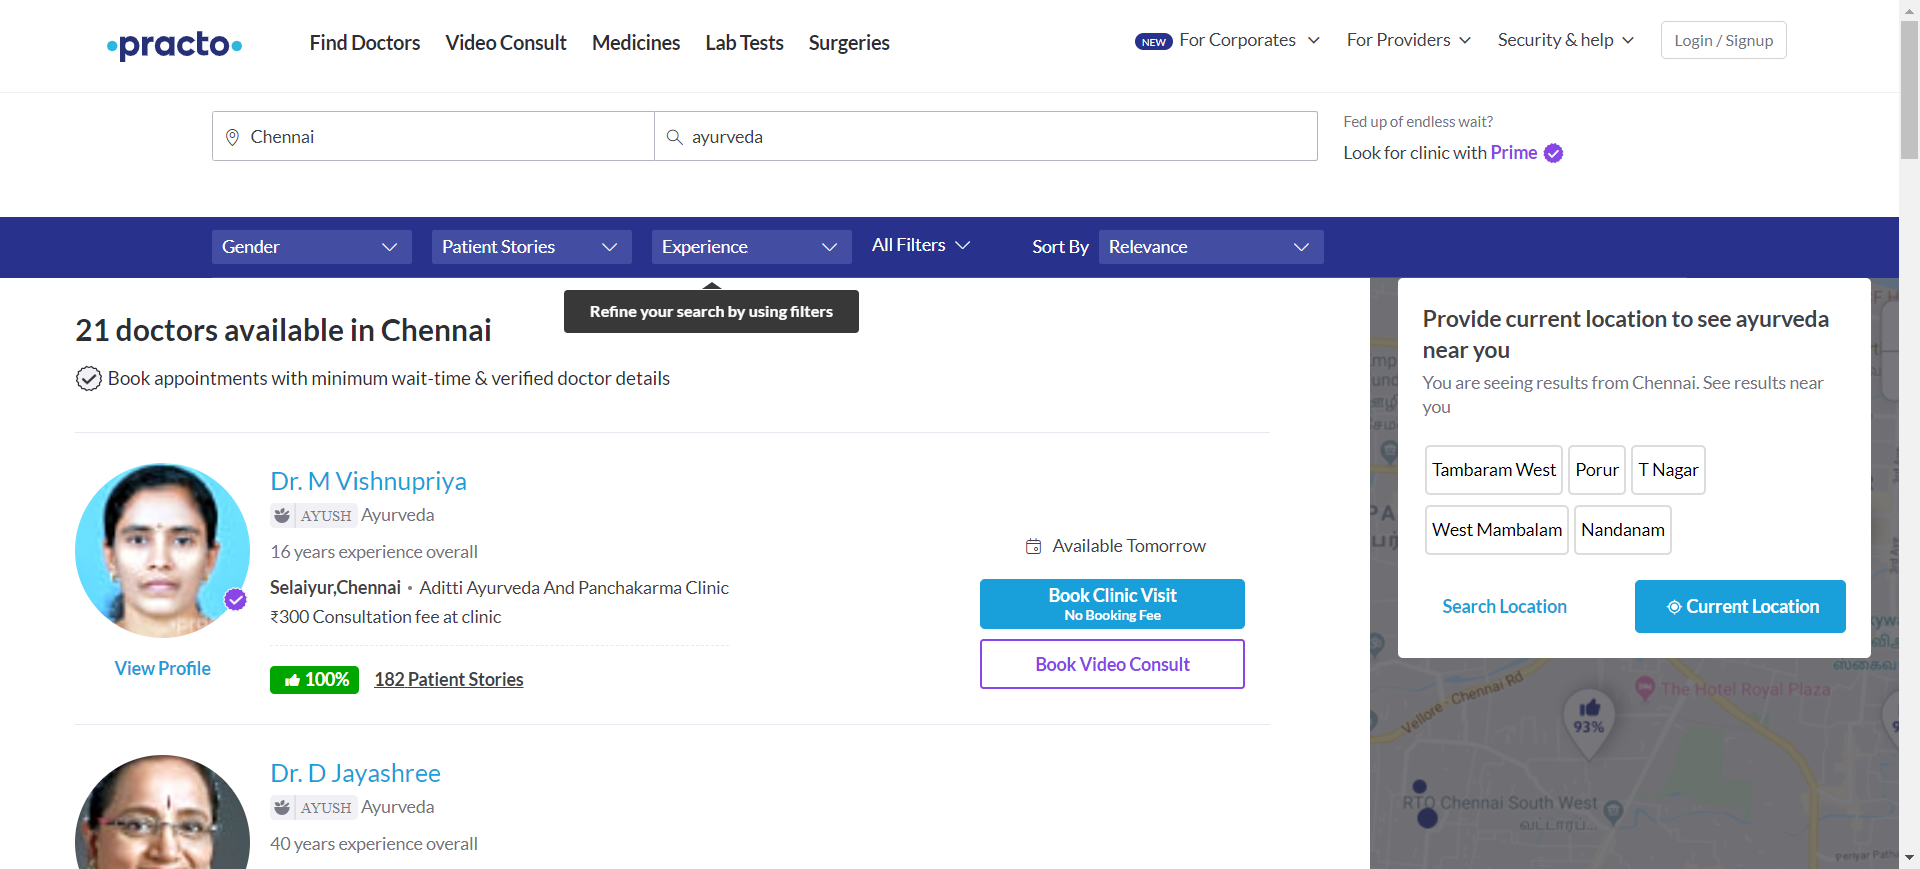 practo
Find Doctors
Video Consult
Medicines
Lab Tests
Surgeries
NEW
For Corporates
For Providers
Security & help
Login / Signup
Chennai
ayurveda
Fed up of endless wait?
Look for clinic with Prime
Gender
Patient Stories
Experience
All Filters
Sort By
Relevance
Refine your search by using filters
21 doctors available in Chennai
Book appointments with minimum wait-time & verified doctor details
Dr. M Vishnupriya
AYUSH Ayurveda
16 years experience overall
Selaiyur,Chennai • Aditti Ayurveda And Panchakarma Clinic
₹300 Consultation fee at clinic
View Profile
100%
182 Patient Stories
Available Tomorrow
Book Clinic Visit
No Booking Fee
Book Video Consult
Dr. D Jayashree
AYUSH Ayurveda
40 years experience overall
Provide current location to see ayurveda
near you
You are seeing results from Chennai. See results near
you
Tambaram West
Porur
T Nagar
West Mambalam
Nandanam
Search Location
Current Location
Vellore - Chennai Rd
The Hotel Royal Plaza
93%
RTO Chennai South West
வட்டாரப்...